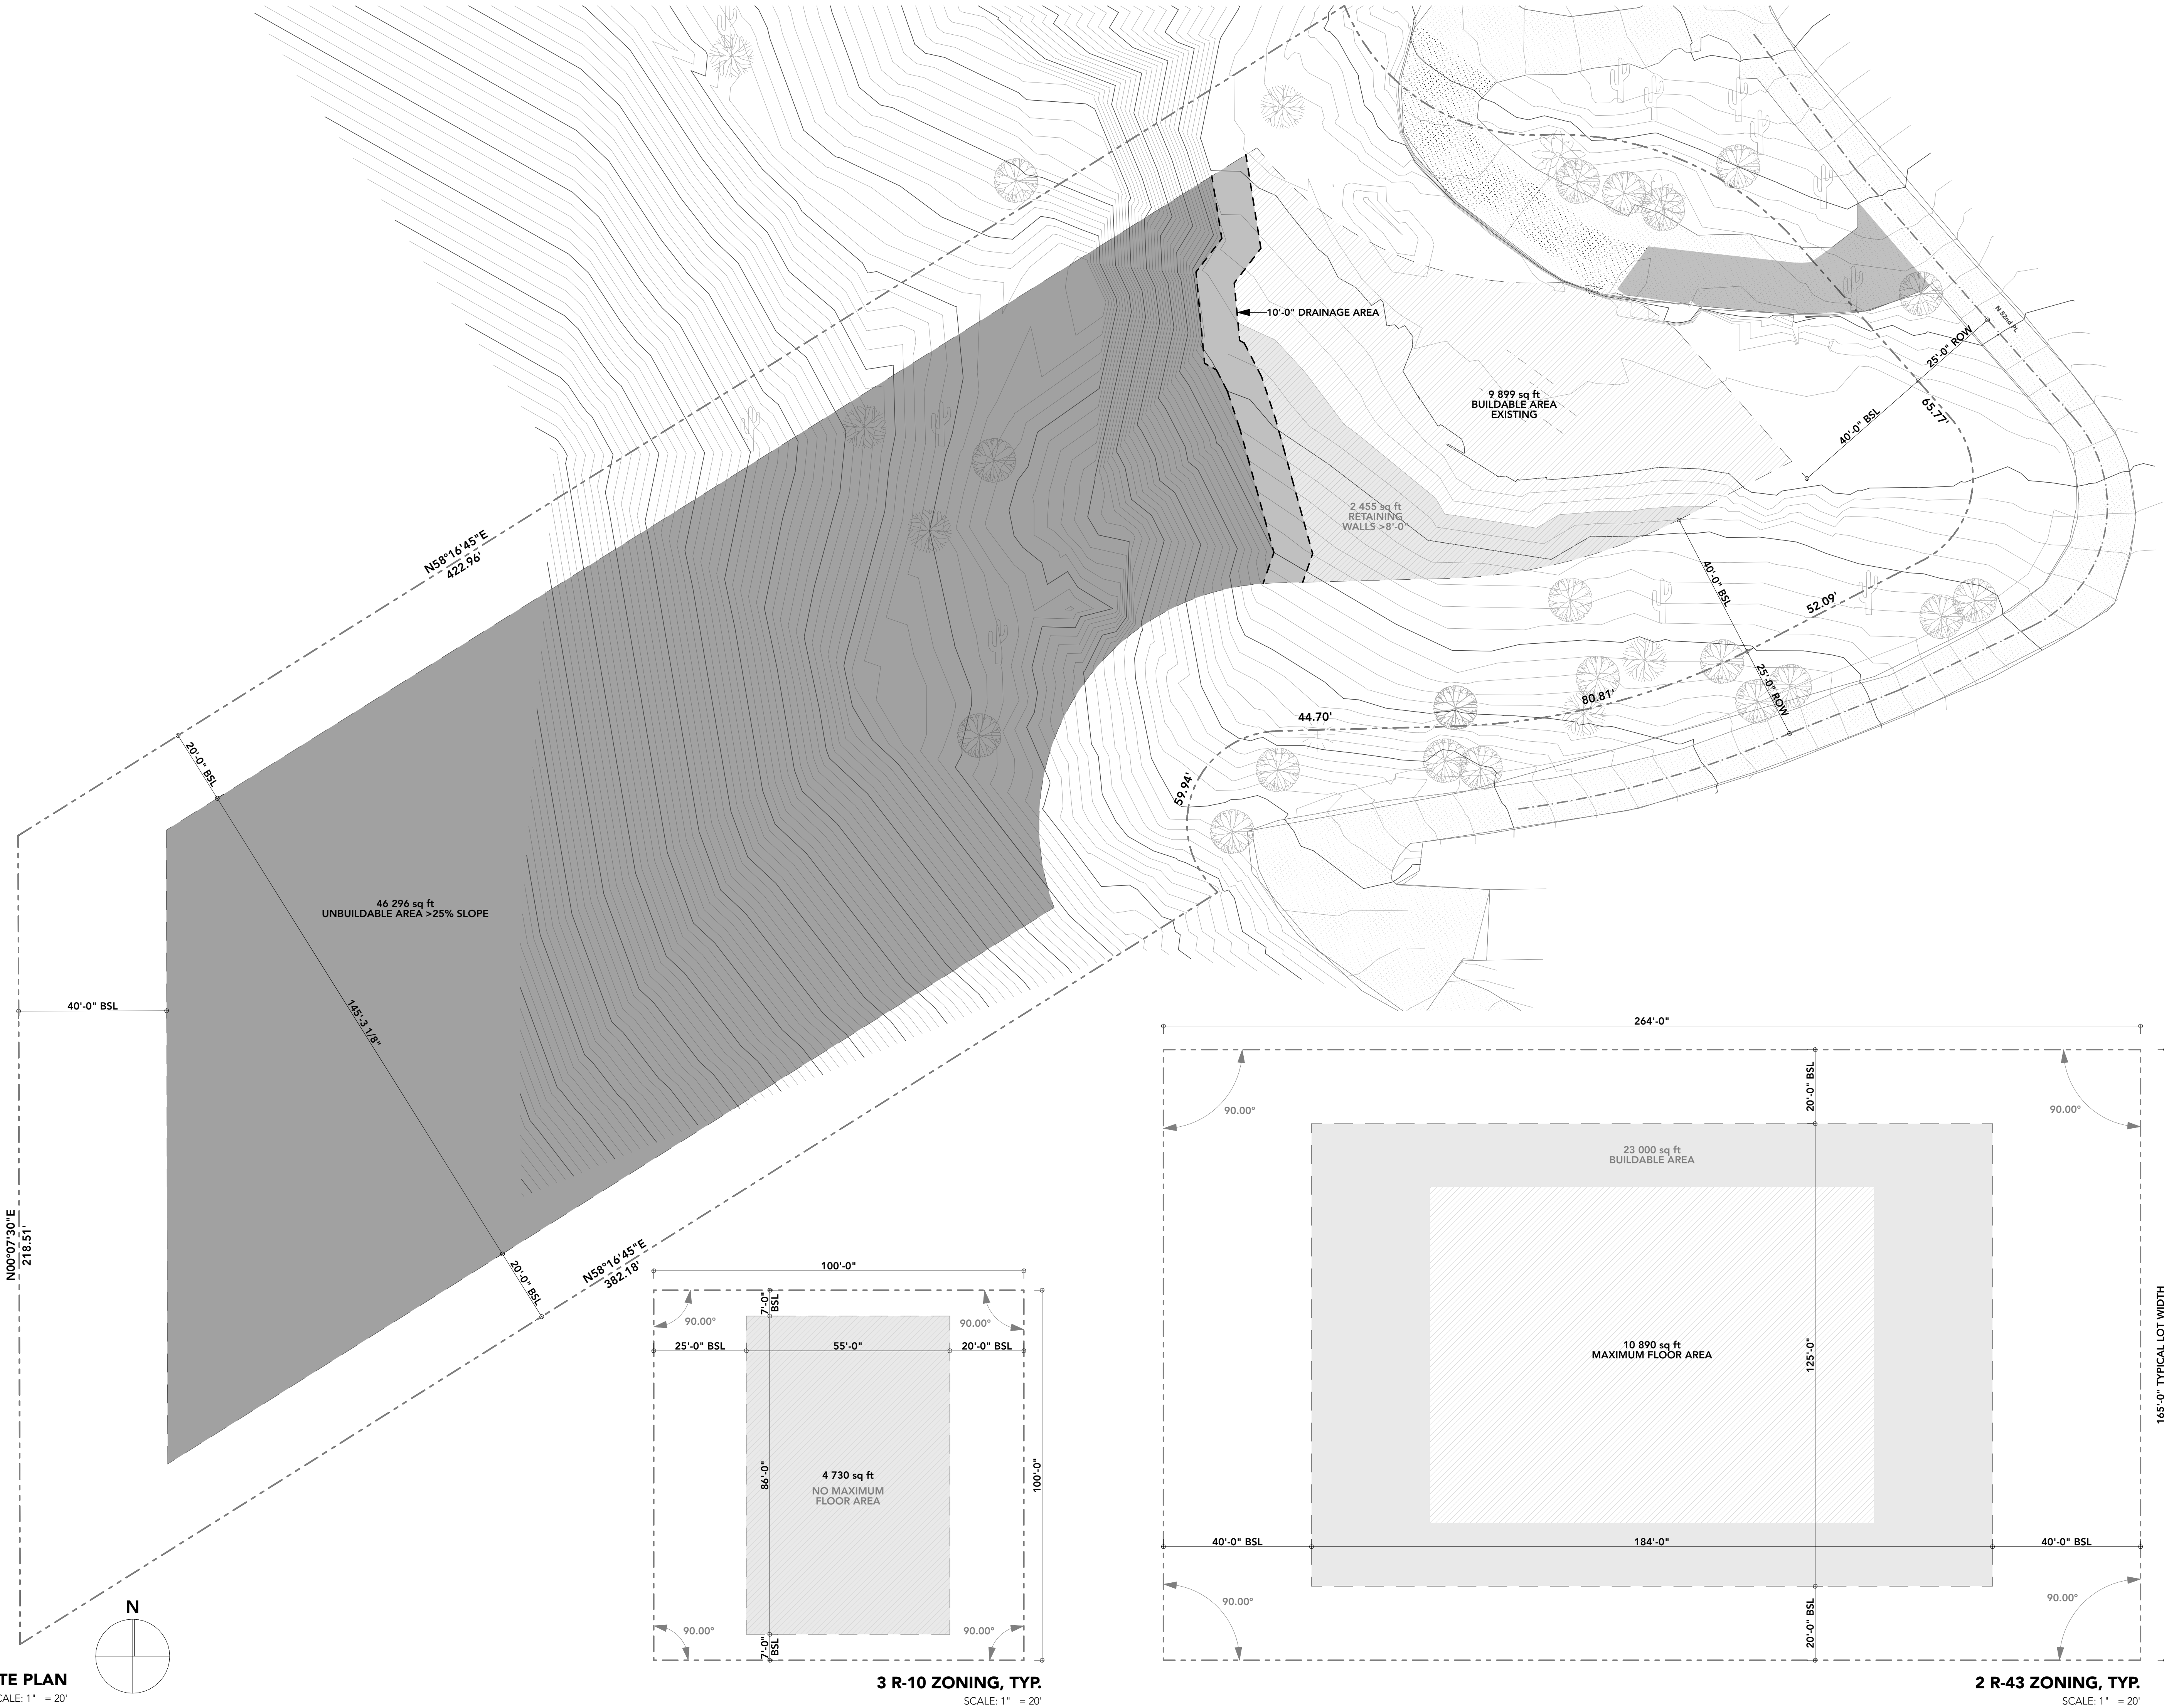 10'-0" DRAINAGE AREA
N 52nd PL
25'-0" ROW
9 899 sq ft
BUILDABLE AREA
EXISTING
40'-0" BSL
65.77'
2 455 sq ft
RETAINING
WALLS >8'-0"
N58°16'45"E
422.96'
40'-0" BSL
52.09'
25'-0" ROW
80.81'
44.70'
59.94'
20'-0" BSL
46 296 sq ft
UNBUILDABLE AREA >25% SLOPE
40'-0" BSL
145'-3 1/8"
N00°07'30"E
218.51'
20'-0" BSL
N58°16'45"E
382.18'
100'-0"
7'-0"
BSL
90.00°
90.00°
25'-0" BSL
55'-0"
20'-0" BSL
86'-0"
100'-0"
4 730 sq ft
NO MAXIMUM
FLOOR AREA
90.00°
90.00°
7'-0"
BSL
3 R-10 ZONING, TYP.
SCALE: 1" = 20'
264'-0"
20'-0" BSL
90.00°
90.00°
23 000 sq ft
BUILDABLE AREA
10 890 sq ft
MAXIMUM FLOOR AREA
125'-0"
165'-0" TYPICAL LOT WIDTH
40'-0" BSL
184'-0"
40'-0" BSL
90.00°
90.00°
20'-0" BSL
2 R-43 ZONING, TYP.
SCALE: 1" = 20'
N
TE PLAN
CALE: 1" = 20'